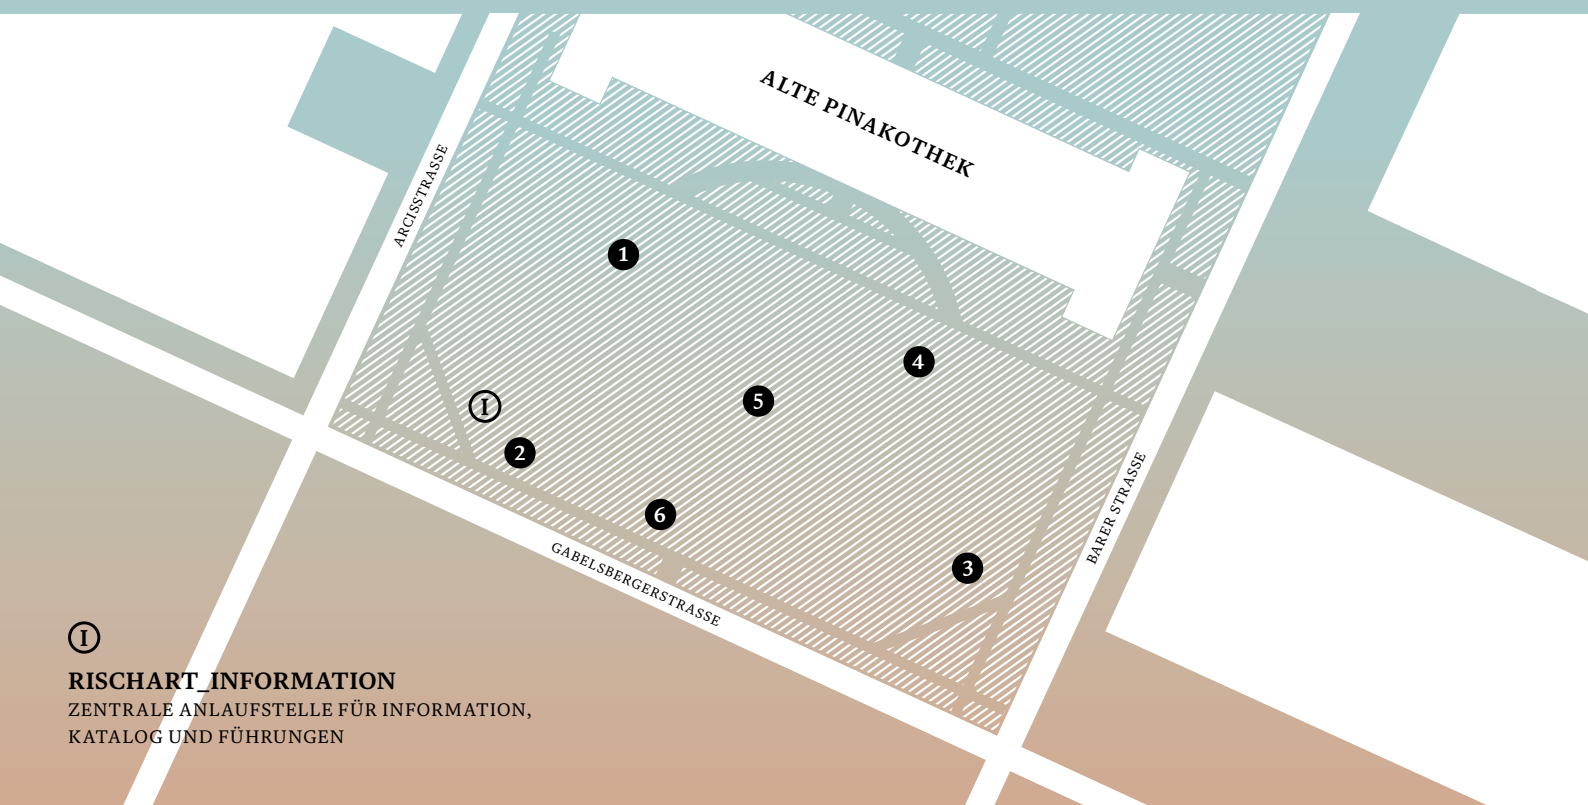 ALTE PINAKOTHEK
ARCISSTRASSE
1
4
5
I
2
6
3
BARER STRASSE
GABELSBERGERSTRASSE
I
RISCHART_INFORMATION
ZENTRALE ANLAUFSTELLE FÜR INFORMATION,
KATALOG UND FÜHRUNGEN